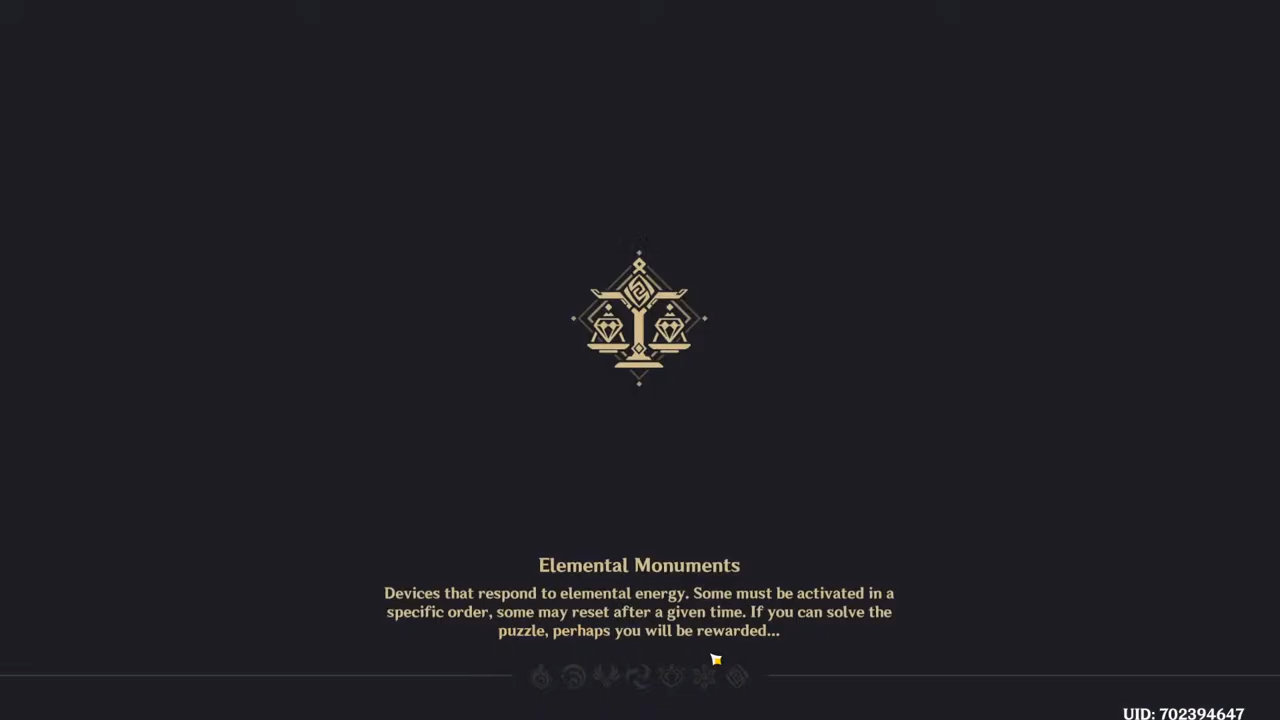 Elemental Monuments
Devices that respond to elemental energy. Some must be activated in a
specific order, some may reset after a given time. If you can solve the
puzzle, perhaps you will be rewarded...
UID: 702394647